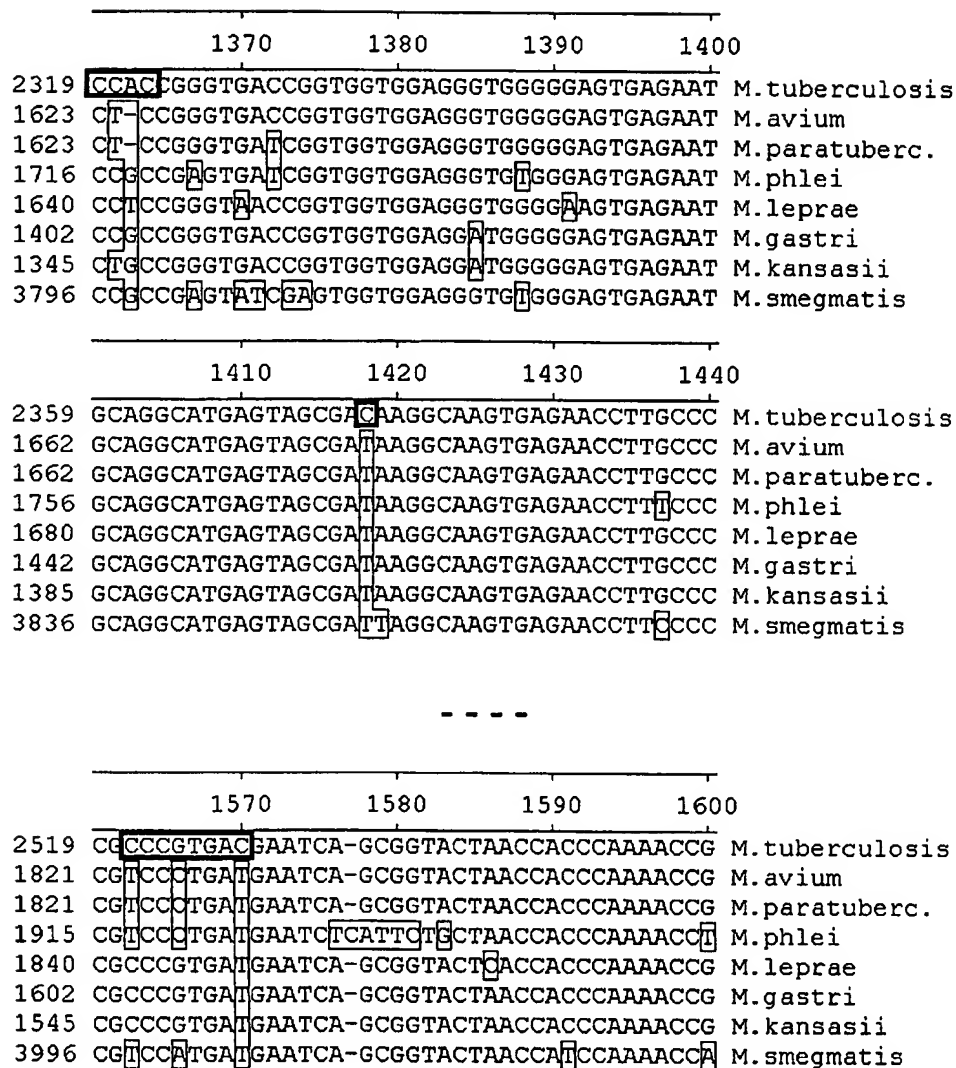 1370 1380 1390 1400
2319 CCACCGGGTGACCGGTGGTGGAGGGTGGGGGAGTGAGAAT M.tuberculosis
1623 CT-CCGGGTGACCGGTGGTGGAGGGTGGGGGAGTGAGAAT M.avium
1623 CT-CCGGGTGATCGGTGGTGGAGGGTGGGGGAGTGAGAAT M.paratuberc.
1716 CCGCCGAGTGATCGGTGGTGGAGGGTGTGGGAGTGAGAAT M.phlei
1640 CCTCCGGGTAACCGGTGGTGGAGGGTGGGGAAGTGAGAAT M.leprae
1402 CCGCCGGGTGACCGGTGGTGGAGGATGGGGGAGTGAGAAT M.gastri
1345 CTGCCGGGTGACCGGTGGTGGAGGATGGGGGAGTGAGAAT M.kansasii
3796 CCGCCGAGTATCGAGTGGTGGAGGGTGTGGGAGTGAGAAT M.smegmatis
1410 1420 1430 1440
2359 GCAGGCATGAGTAGCGACAAGGCAAGTGAGAACCTTGCCC M.tuberculosis
1662 GCAGGCATGAGTAGCGATAAGGCAAGTGAGAACCTTGCCC M.avium
1662 GCAGGCATGAGTAGCGATAAGGCAAGTGAGAACCTTGCCC M.paratuberc.
1756 GCAGGCATGAGTAGCGATAAGGCAAGTGAGAACCTTTCCC M.phlei
1680 GCAGGCATGAGTAGCGATAAGGCAAGTGAGAACCTTGCCC M.leprae
1442 GCAGGCATGAGTAGCGATAAGGCAAGTGAGAACCTTGCCC M.gastri
1385 GCAGGCATGAGTAGCGATAAGGCAAGTGAGAACCTTGCCC M.kansasii
3836 GCAGGCATGAGTAGCGATTAGGCAAGTGAGAACCTTCCCC M.smegmatis
- - - -
1570 1580 1590 1600
2519 CGCCCGTGACGAATCA-GCGGTACTAACCACCCAAAACCG M.tuberculosis
1821 CGTCCCTGATGAATCA-GCGGTACTAACCACCCAAAACCG M.avium
1821 CGTCCCTGATGAATCA-GCGGTACTAACCACCCAAAACCG M.paratuberc.
1915 CGTCCCTGATGAATCTCATTCTGCTAACCACCCAAAACCT M.phlei
1840 CGCCCGTGATGAATCA-GCGGTACTCACCACCCAAAACCG M.leprae
1602 CGCCCGTGATGAATCA-GCGGTACTAACCACCCAAAACCG M.gastri
1545 CGCCCGTGATGAATCA-GCGGTACTAACCACCCAAAACCG M.kansasii
3996 CGTCCATGATGAATCA-GCGGTACTAACCATCCAAAACCA M.smegmatis